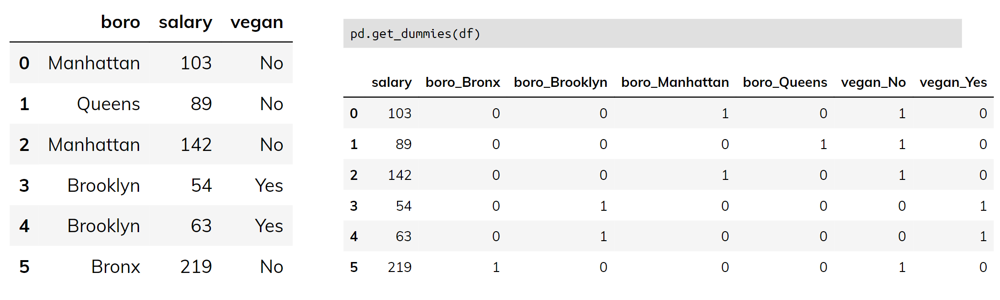 boro salary vegan
0 Manhattan 103 No
1 Queens 89 No
2 Manhattan 142 No
3 Brooklyn 54 Yes
4 Brooklyn 63 Yes
5 Bronx 219 No
pd.get_dummies(df)
salary boro_Bronx boro_Brooklyn boro_Manhattan boro_Queens vegan_No vegan_Yes
0 103 0 0 1 0 1 0
1 89 0 0 0 1 1 0
2 142 0 0 1 0 1 0
3 54 0 1 0 0 0 1
4 63 0 1 0 0 0 1
5 219 1 0 0 0 1 0